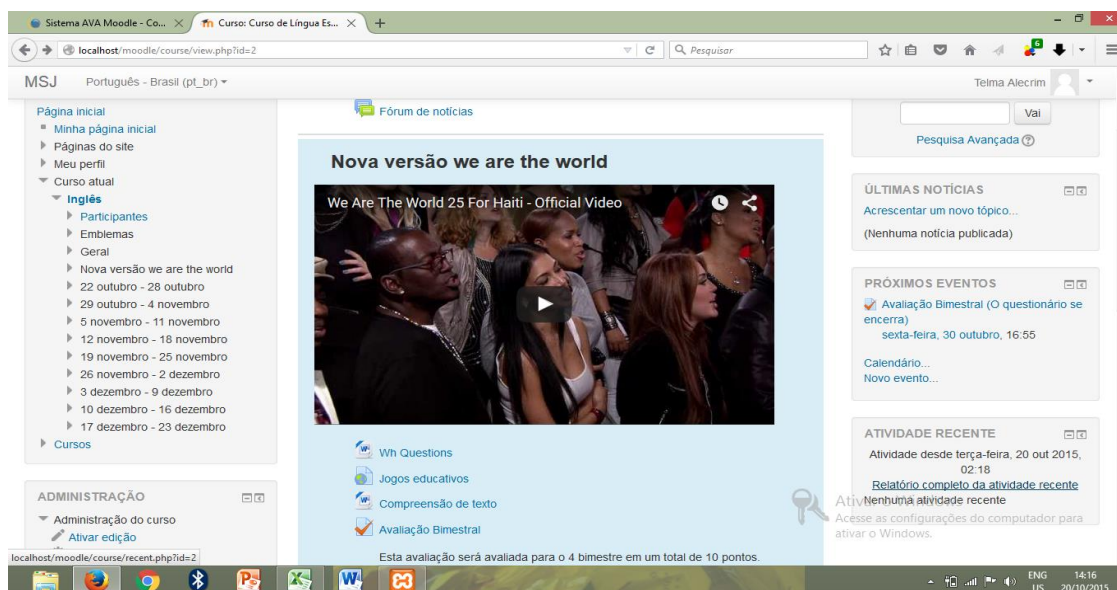 Sistema AVA Moodle - Co...
Curso: Curso de Língua Es...
localhost/moodle/course/view.php?id=2
Pesquisar
6
MSJ
Português - Brasil (pt_br)
Telma Alecrim
Página inicial
Minha página inicial
Páginas do site
Meu perfil
Curso atual
Inglês
Participantes
Emblemas
Geral
Nova versão we are the world
22 outubro - 28 outubro
29 outubro - 4 novembro
5 novembro - 11 novembro
12 novembro - 18 novembro
19 novembro - 25 novembro
26 novembro - 2 dezembro
3 dezembro - 9 dezembro
10 dezembro - 16 dezembro
17 dezembro - 23 dezembro
Cursos
ADMINISTRAÇÃO
Administração do curso
Ativar edição
localhost/moodle/course/recent.php?id=2
Fórum de notícias
Nova versão we are the world
We Are The World 25 For Haiti - Official Video
Wh Questions
Jogos educativos
Compreensão de texto
Avaliação Bimestral
Esta avaliação será avaliada para o 4 bimestre em um total de 10 pontos.
Vai
Pesquisa Avançada
ÚLTIMAS NOTÍCIAS
Acrescentar um novo tópico...
(Nenhuma notícia publicada)
PRÓXIMOS EVENTOS
Avaliação Bimestral (O questionário se
encerra)
sexta-feira, 30 outubro, 16:55
Calendário...
Novo evento...
ATIVIDADE RECENTE
Atividade desde terça-feira, 20 out 2015,
02:18
Relatório completo da atividade recente
Nenhuma atividade recente
Ativar o Windows
Acesse as configurações do computador para
ativar o Windows.
ENG
US
14:16
20/10/2015